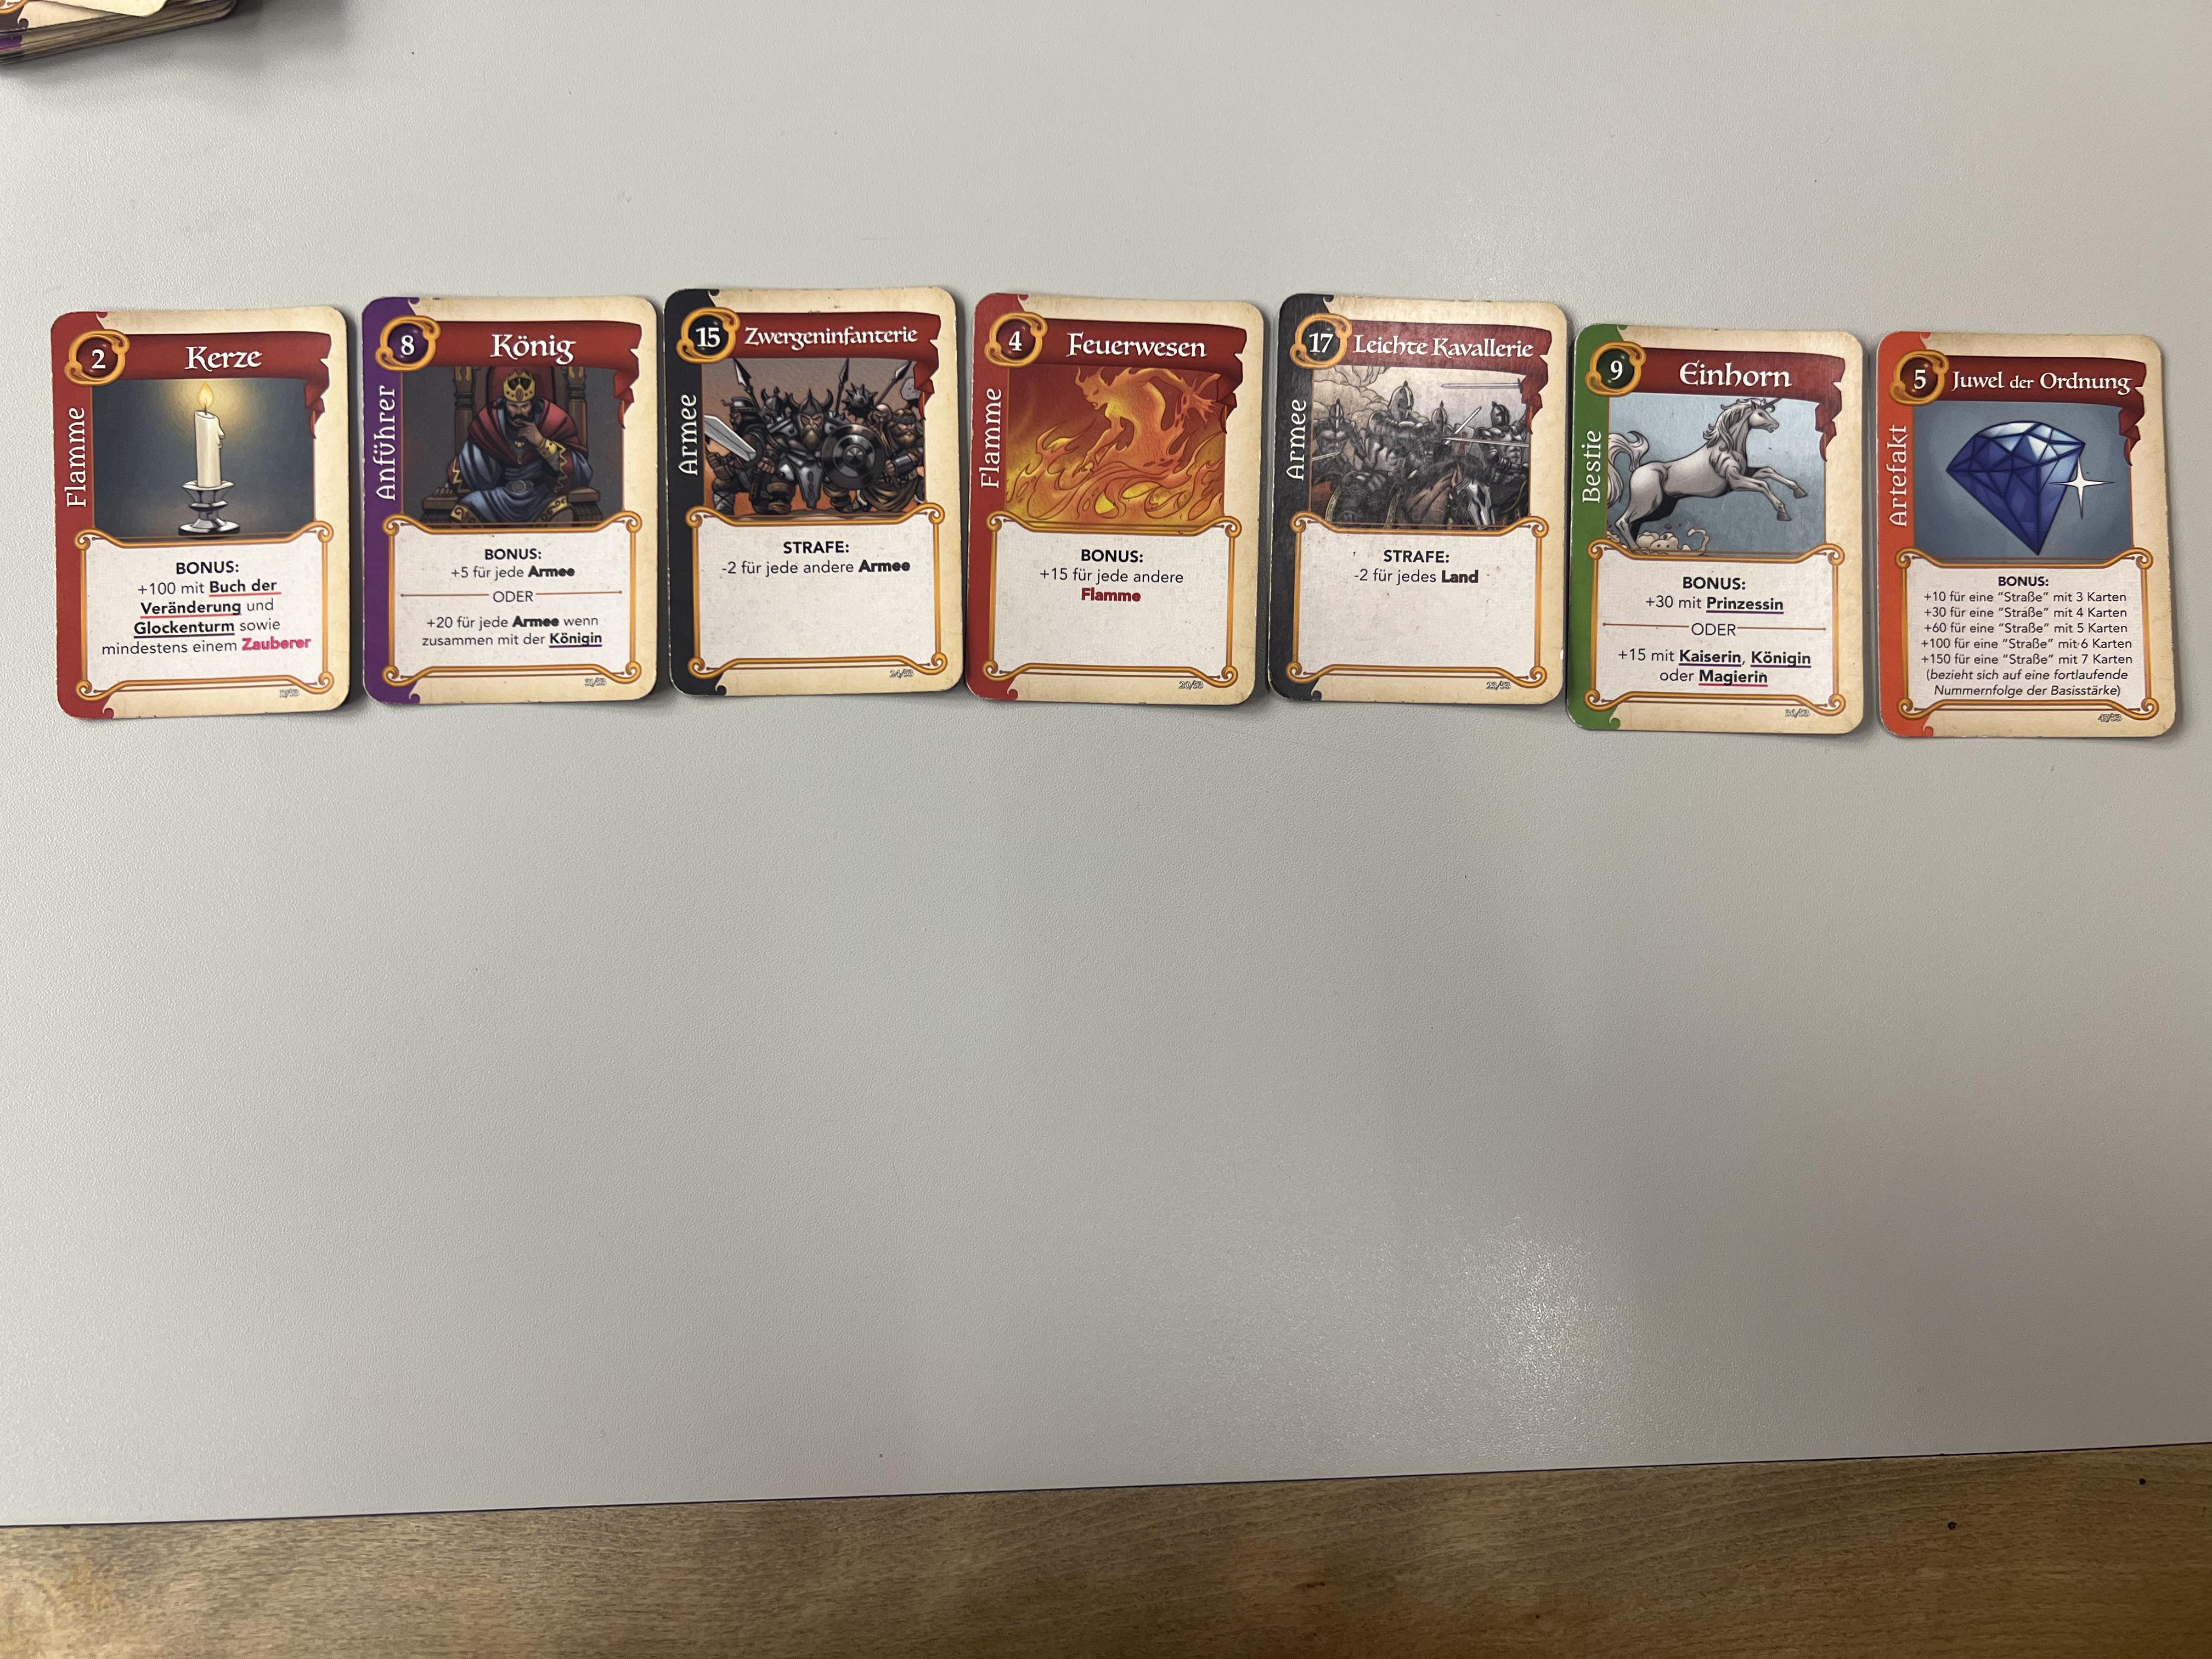 2
Kerze
Flamme
BONUS:
+100 mit Buch der
Veränderung und
Glockenturm sowie
mindestens einem Zauberer
8
König
Anführer
BONUS:
+5 für jede Armee
ODER
+20 für jede Armee wenn
zusammen mit der Königin
15
Zwergeninfanterie
Armee
STRAFE:
-2 für jede andere Armee
24/53
4
Feuerwesen
Flamme
BONUS:
+15 für jede andere
Flamme
20/53
17
Leichte Kavallerie
Armee
STRAFE:
-2 für jedes Land
9
Einhorn
Bestie
BONUS:
+30 mit Prinzessin
ODER
+15 mit Kaiserin, Königin
oder Magierin
5
Juwel der Ordnung
Artefakt
BONUS:
+10 für eine "Straße" mit 3 Karten
+30 für eine "Straße" mit 4 Karten
+60 für eine "Straße" mit 5 Karten
+100 für eine "Straße" mit 6 Karten
+150 für eine "Straße" mit 7 Karten
(bezieht sich auf eine fortlaufende
Nummernfolge der Basisstärke)